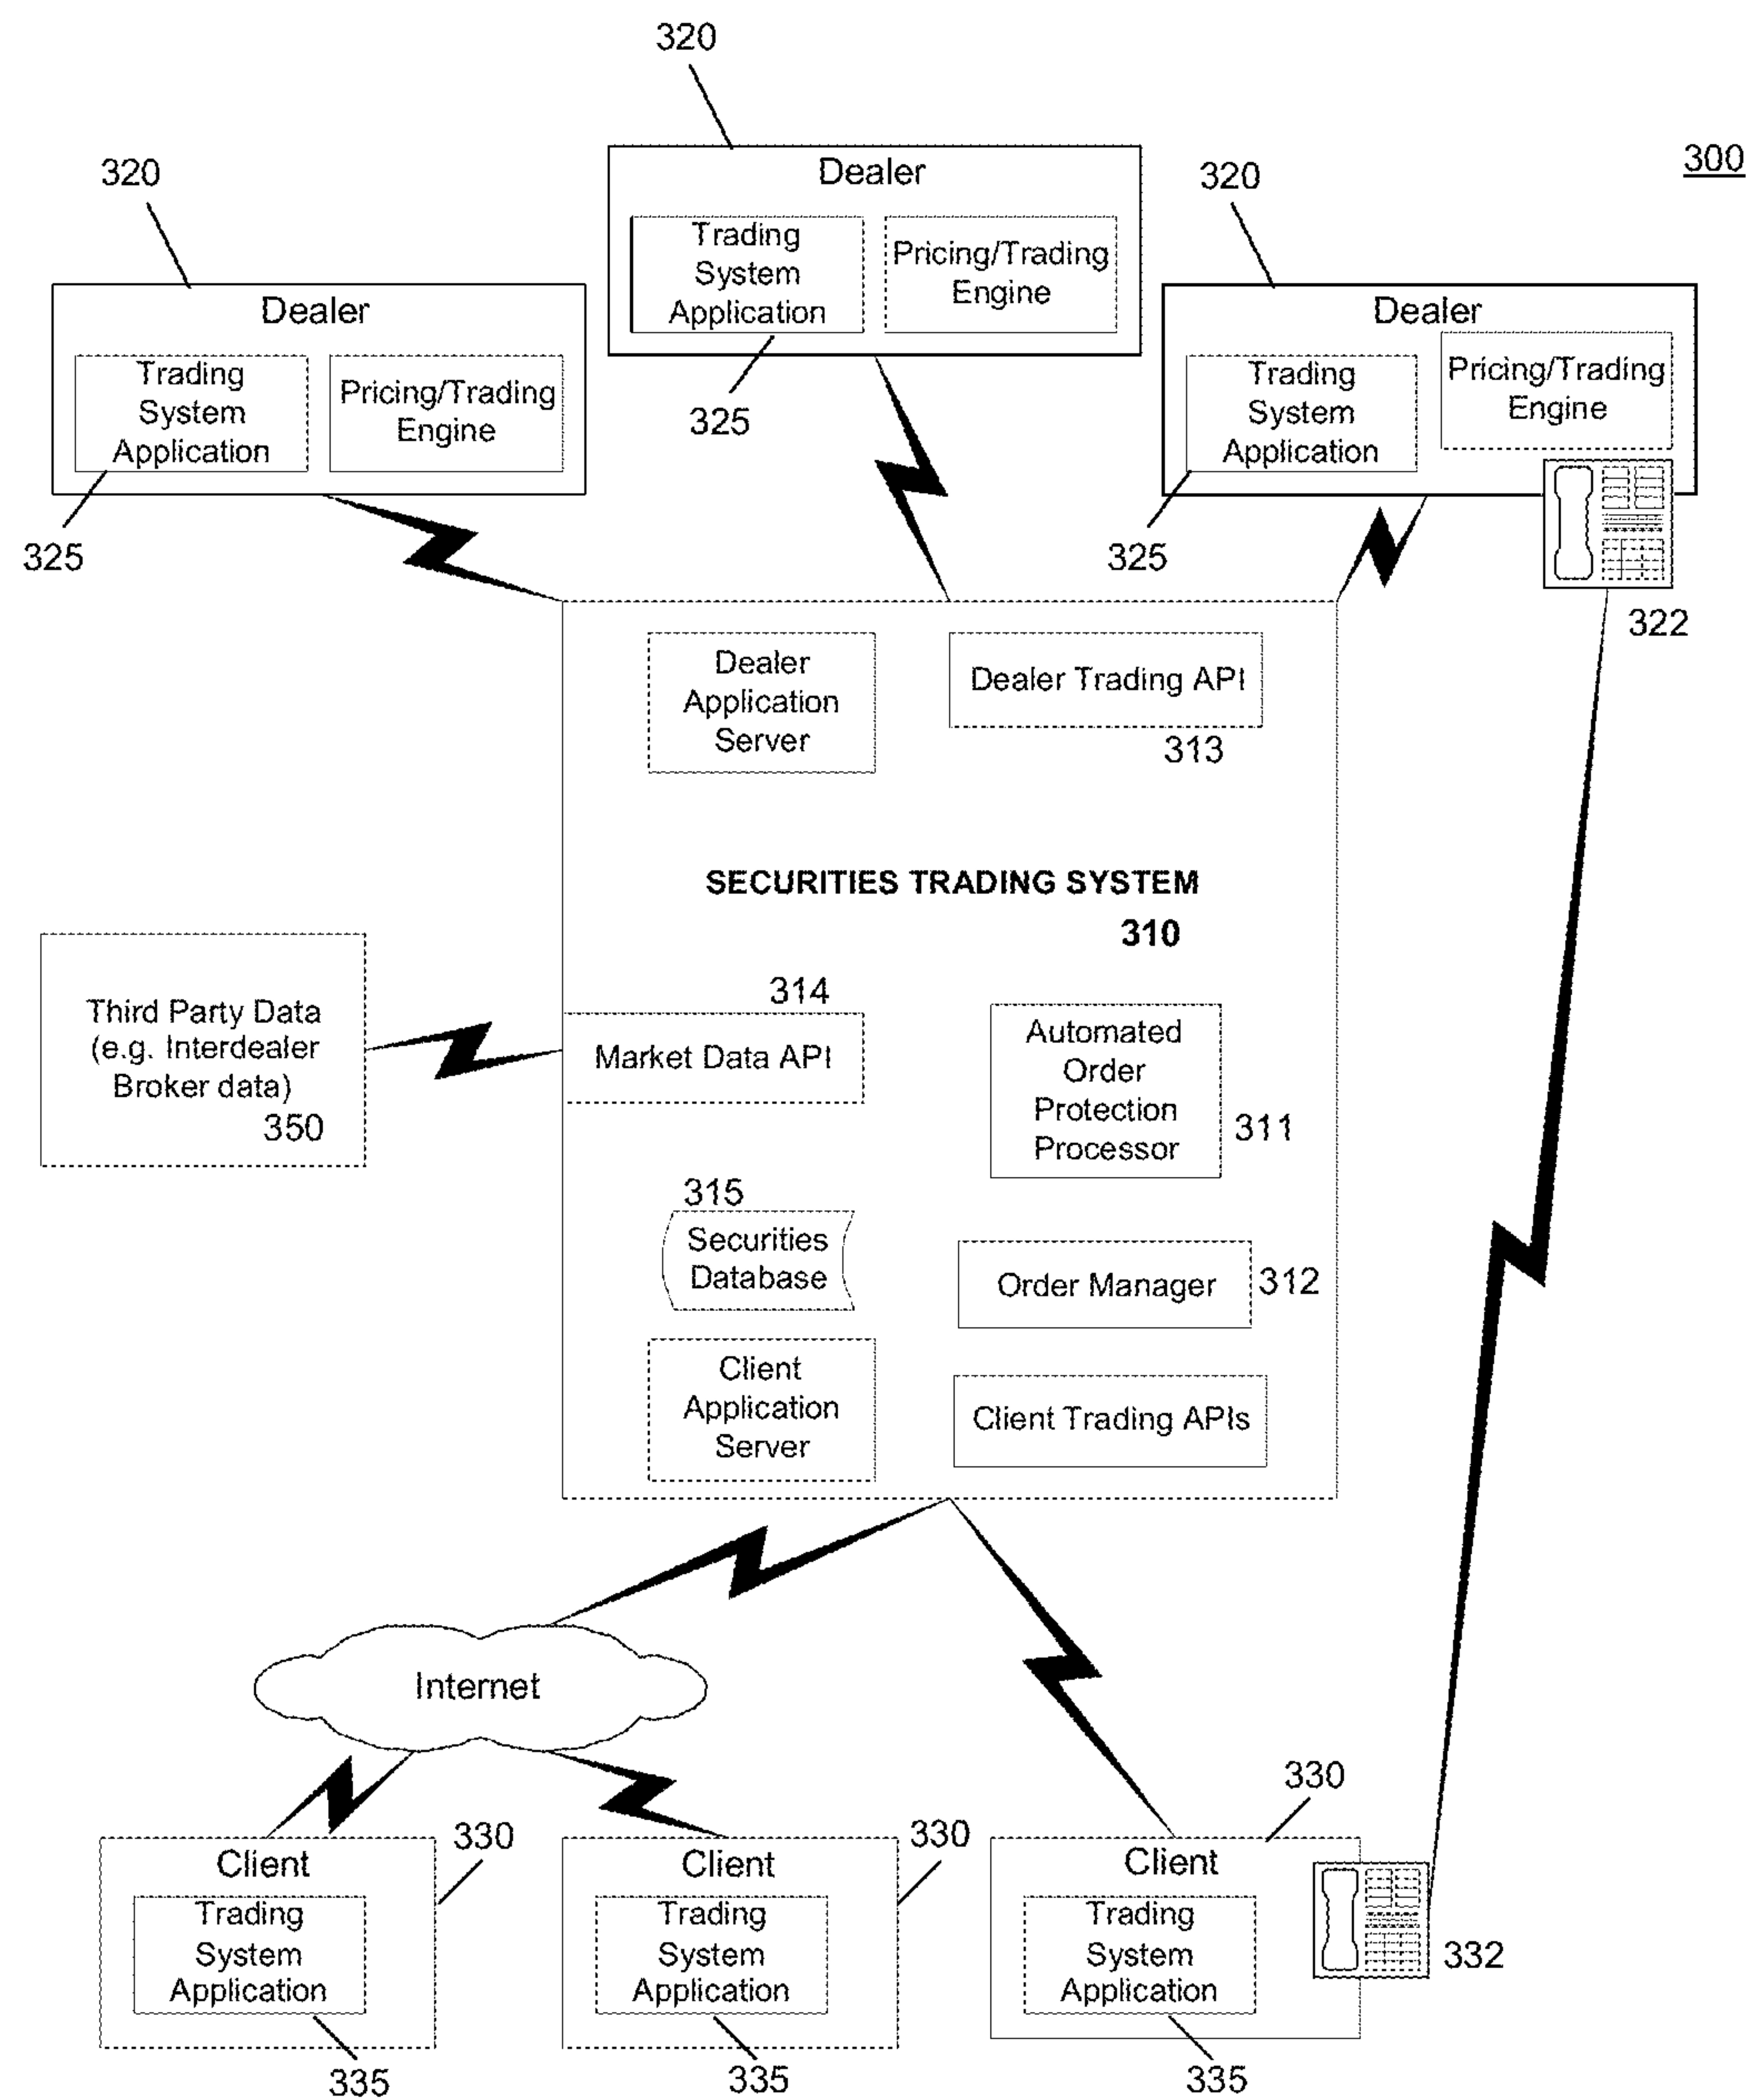 320
320
Dealer
300
320
Trading
System
Application
Pricing/Trading
Engine
325
Dealer
Trading
System
Application
Pricing/Trading
Engine
325
Dealer
Trading
System
Application
Pricing/Trading
Engine
325
322
Dealer
Application
Server
Dealer Trading API
313
SECURITIES TRADING SYSTEM
310
Third Party Data
(e.g. Interdealer
Broker data)
350
314
Market Data API
Automated
Order
Protection
Processor
311
315
Securities
Database
Order Manager
312
Client
Application
Server
Client Trading APIs
Internet
330
Client
Trading
System
Application
335
330
Client
Trading
System
Application
335
330
Client
Trading
System
Application
335
332